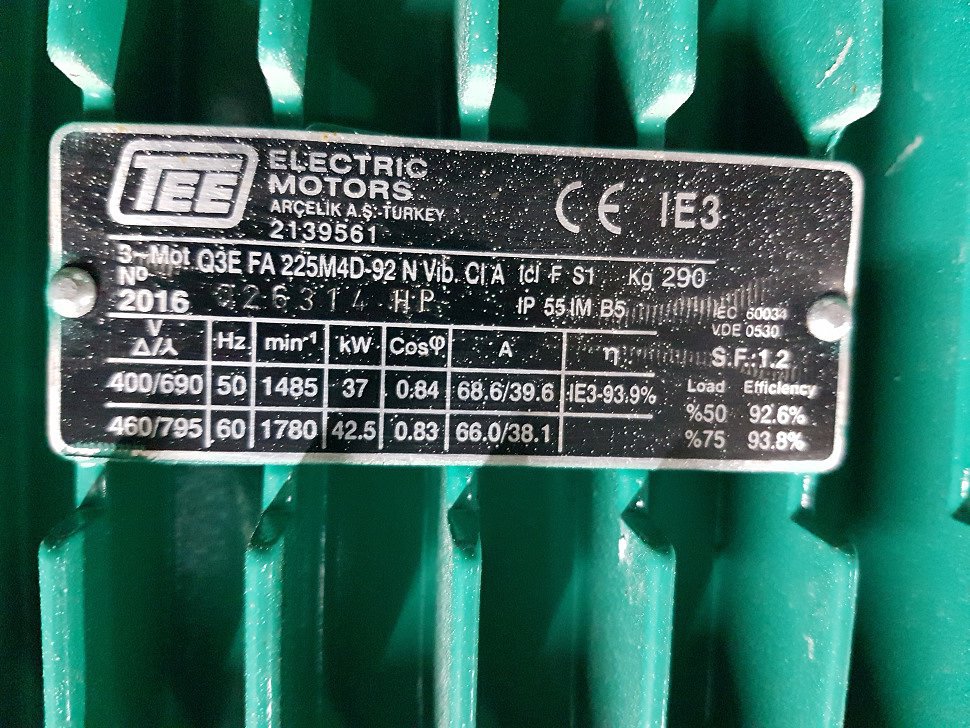 TEE
ELECTRIC
MOTORS
ARÇELİK A.Ş.-TURKEY
2139561
CE IE3
3~Mot Q3E FA 225M4D-92 N Vib. Cl A Icl F S1 Kg 290
Nº
2016 026314 HP IP 55 IM B5
IEC 60034
VDE 0530
V Δ/⅄ Hz min⁻¹ kW Cosφ A η
S.F.:1.2
400/690 50 1485 37 0.84 68.6/39.6 IE3-93.9%
460/795 60 1780 42.5 0.83 66.0/38.1
Load Efficiency
%50 92.6%
%75 93.8%